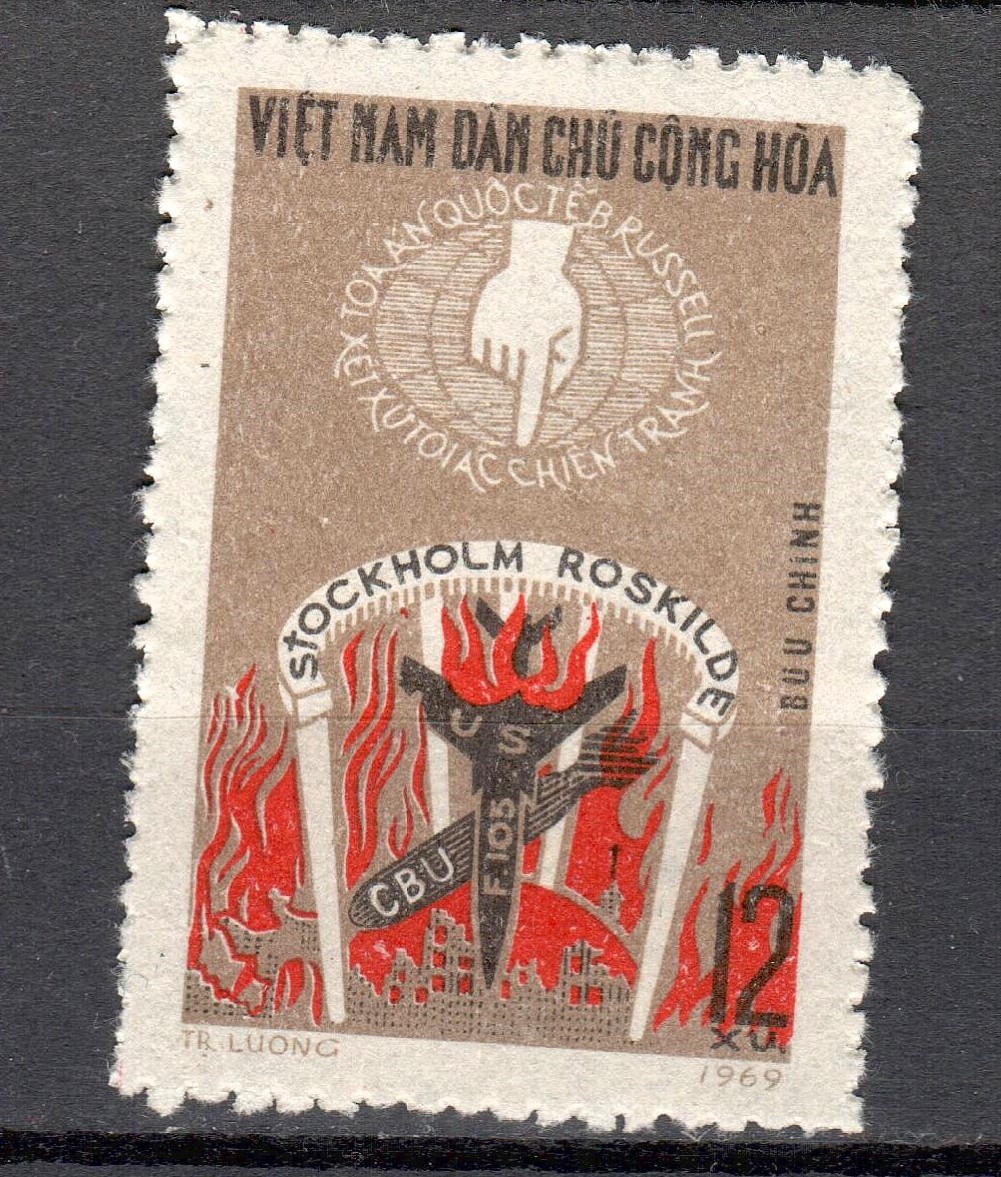 VIỆT NAM DÂN CHỦ CỘNG HÒA
TOÀ ÁN QUỐC TẾ B.RUSSELL
XÉT XỬ TỘI ÁC CHIẾN TRANH
BƯU CHÍNH
STOCKHOLM ROSKILDE
US
F.105
CBU
12
XU.
TR. LUONG
1969